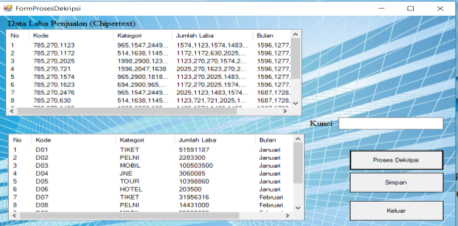 FormProsesDekripsi
Data Laba Penjualan (Chipertext)
No Kode Kategori Jumlah Laba Bulan
1 785,270,1123 965,1547,2449... 1574,1123,1574,1483... 1596,1277,
2 785,270,1172 514,1638,1145... 1172,1172,630,2025,... 1596,1277,
3 785,270,2025 1998,2900,123... 1123,270,270,1574,2... 1596,1277,
4 785,270,721 1596,2047,1638 2025,270,1623,270,2... 1596,1277,
5 785,270,1574 965,2900,1818... 1123,270,2025,1483,... 1596,1277,
6 785,270,1623 694,2900,965,... 1172,270,2025,1574,... 1596,1277,
7 785,270,2476 965,1547,2449... 2025,1123,1483,1574... 1687,1728,
8 785,270,630 514,1638,1145... 1123,721,721,2025,1... 1687,1728,
Kunci
No Kode Kategori Jumlah Laba Bulan
1 D01 TIKET 51591187 Januari
2 D02 PELNI 2283300 Januari
3 D03 MOBIL 100503500 Januari
4 D04 JNE 3060085 Januari
5 D05 TOUR 10398860 Januari
6 D06 HOTEL 203500 Januari
7 D07 TIKET 31956316 Februari
8 D08 PELNI 14431000 Februari
Proses Dekripsi
Simpan
Keluar